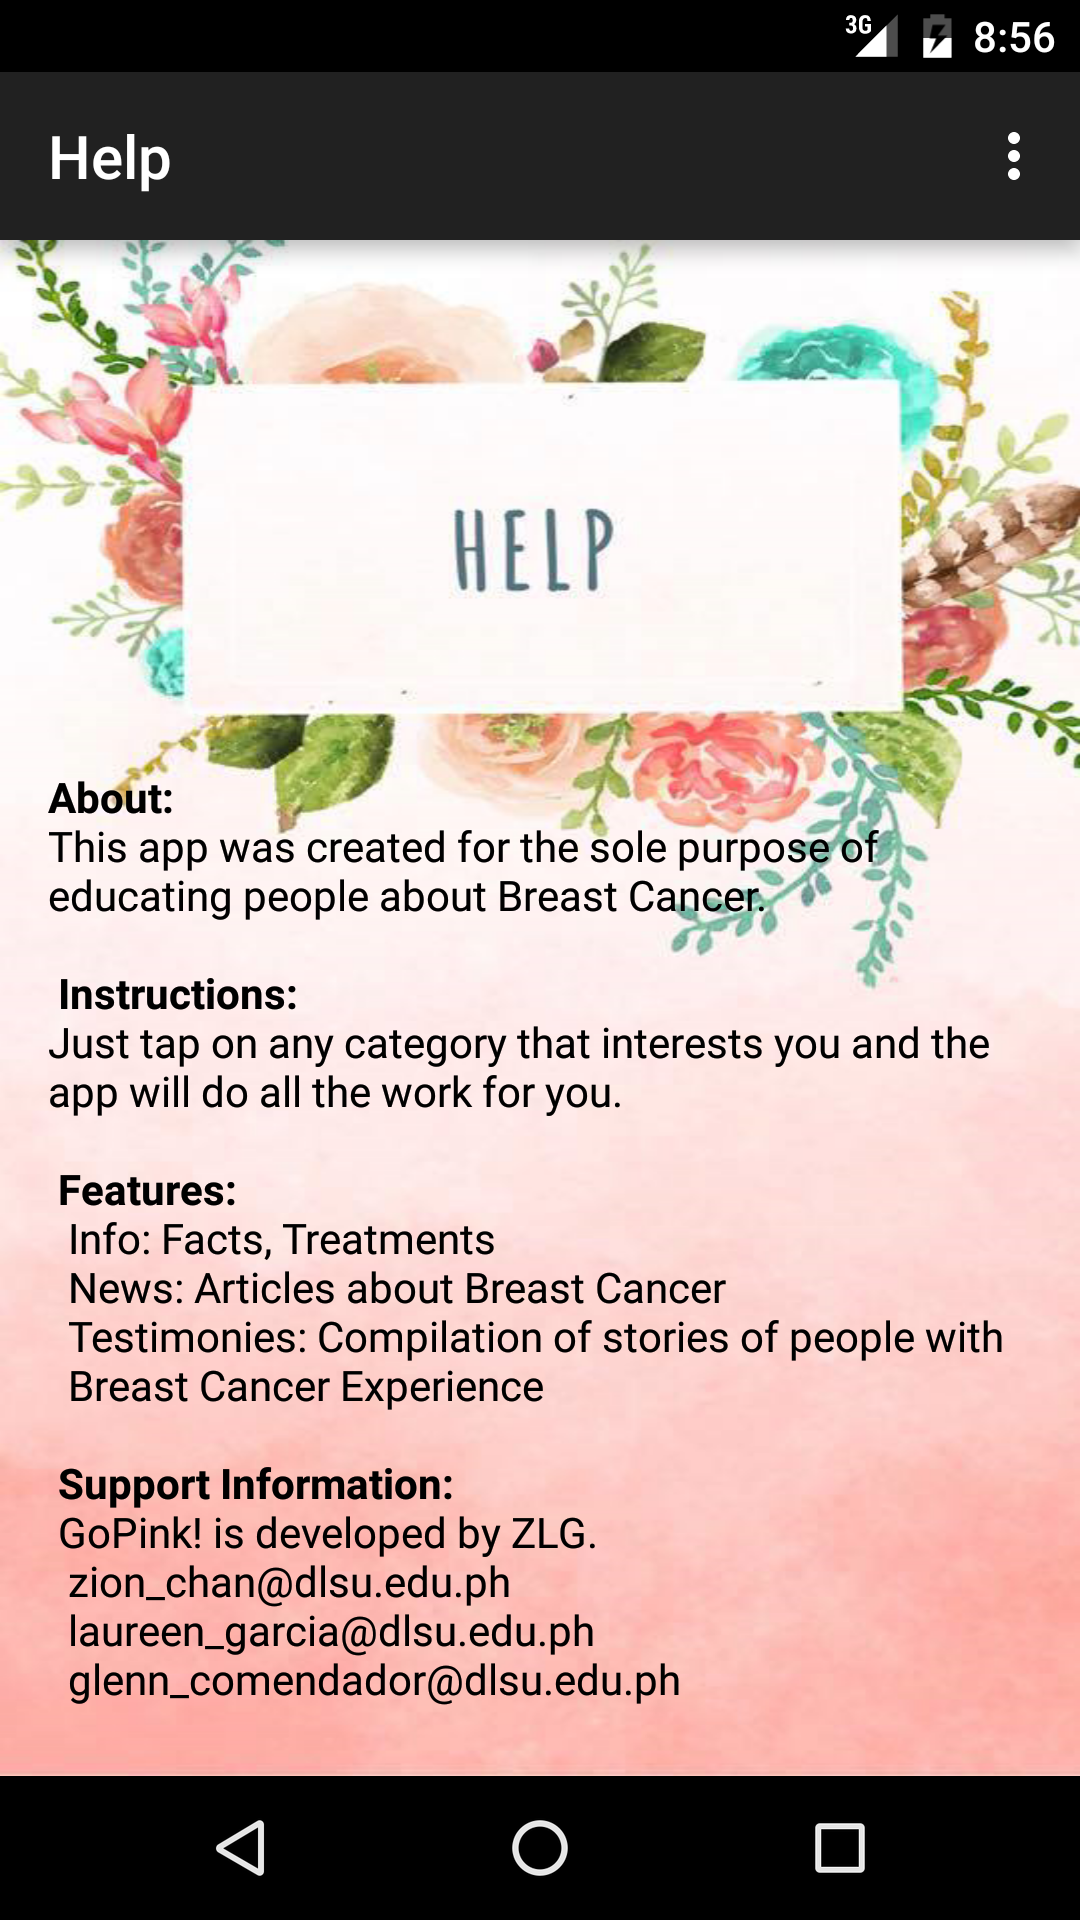 3G 8:56
Help
HELP
About:
This app was created for the sole purpose of
educating people about Breast Cancer.
Instructions:
Just tap on any category that interests you and the
app will do all the work for you.
Features:
Info: Facts, Treatments
News: Articles about Breast Cancer
Testimonies: Compilation of stories of people with
Breast Cancer Experience
Support Information:
GoPink! is developed by ZLG.
zion_chan@dlsu.edu.ph
laureen_garcia@dlsu.edu.ph
glenn_comendador@dlsu.edu.ph